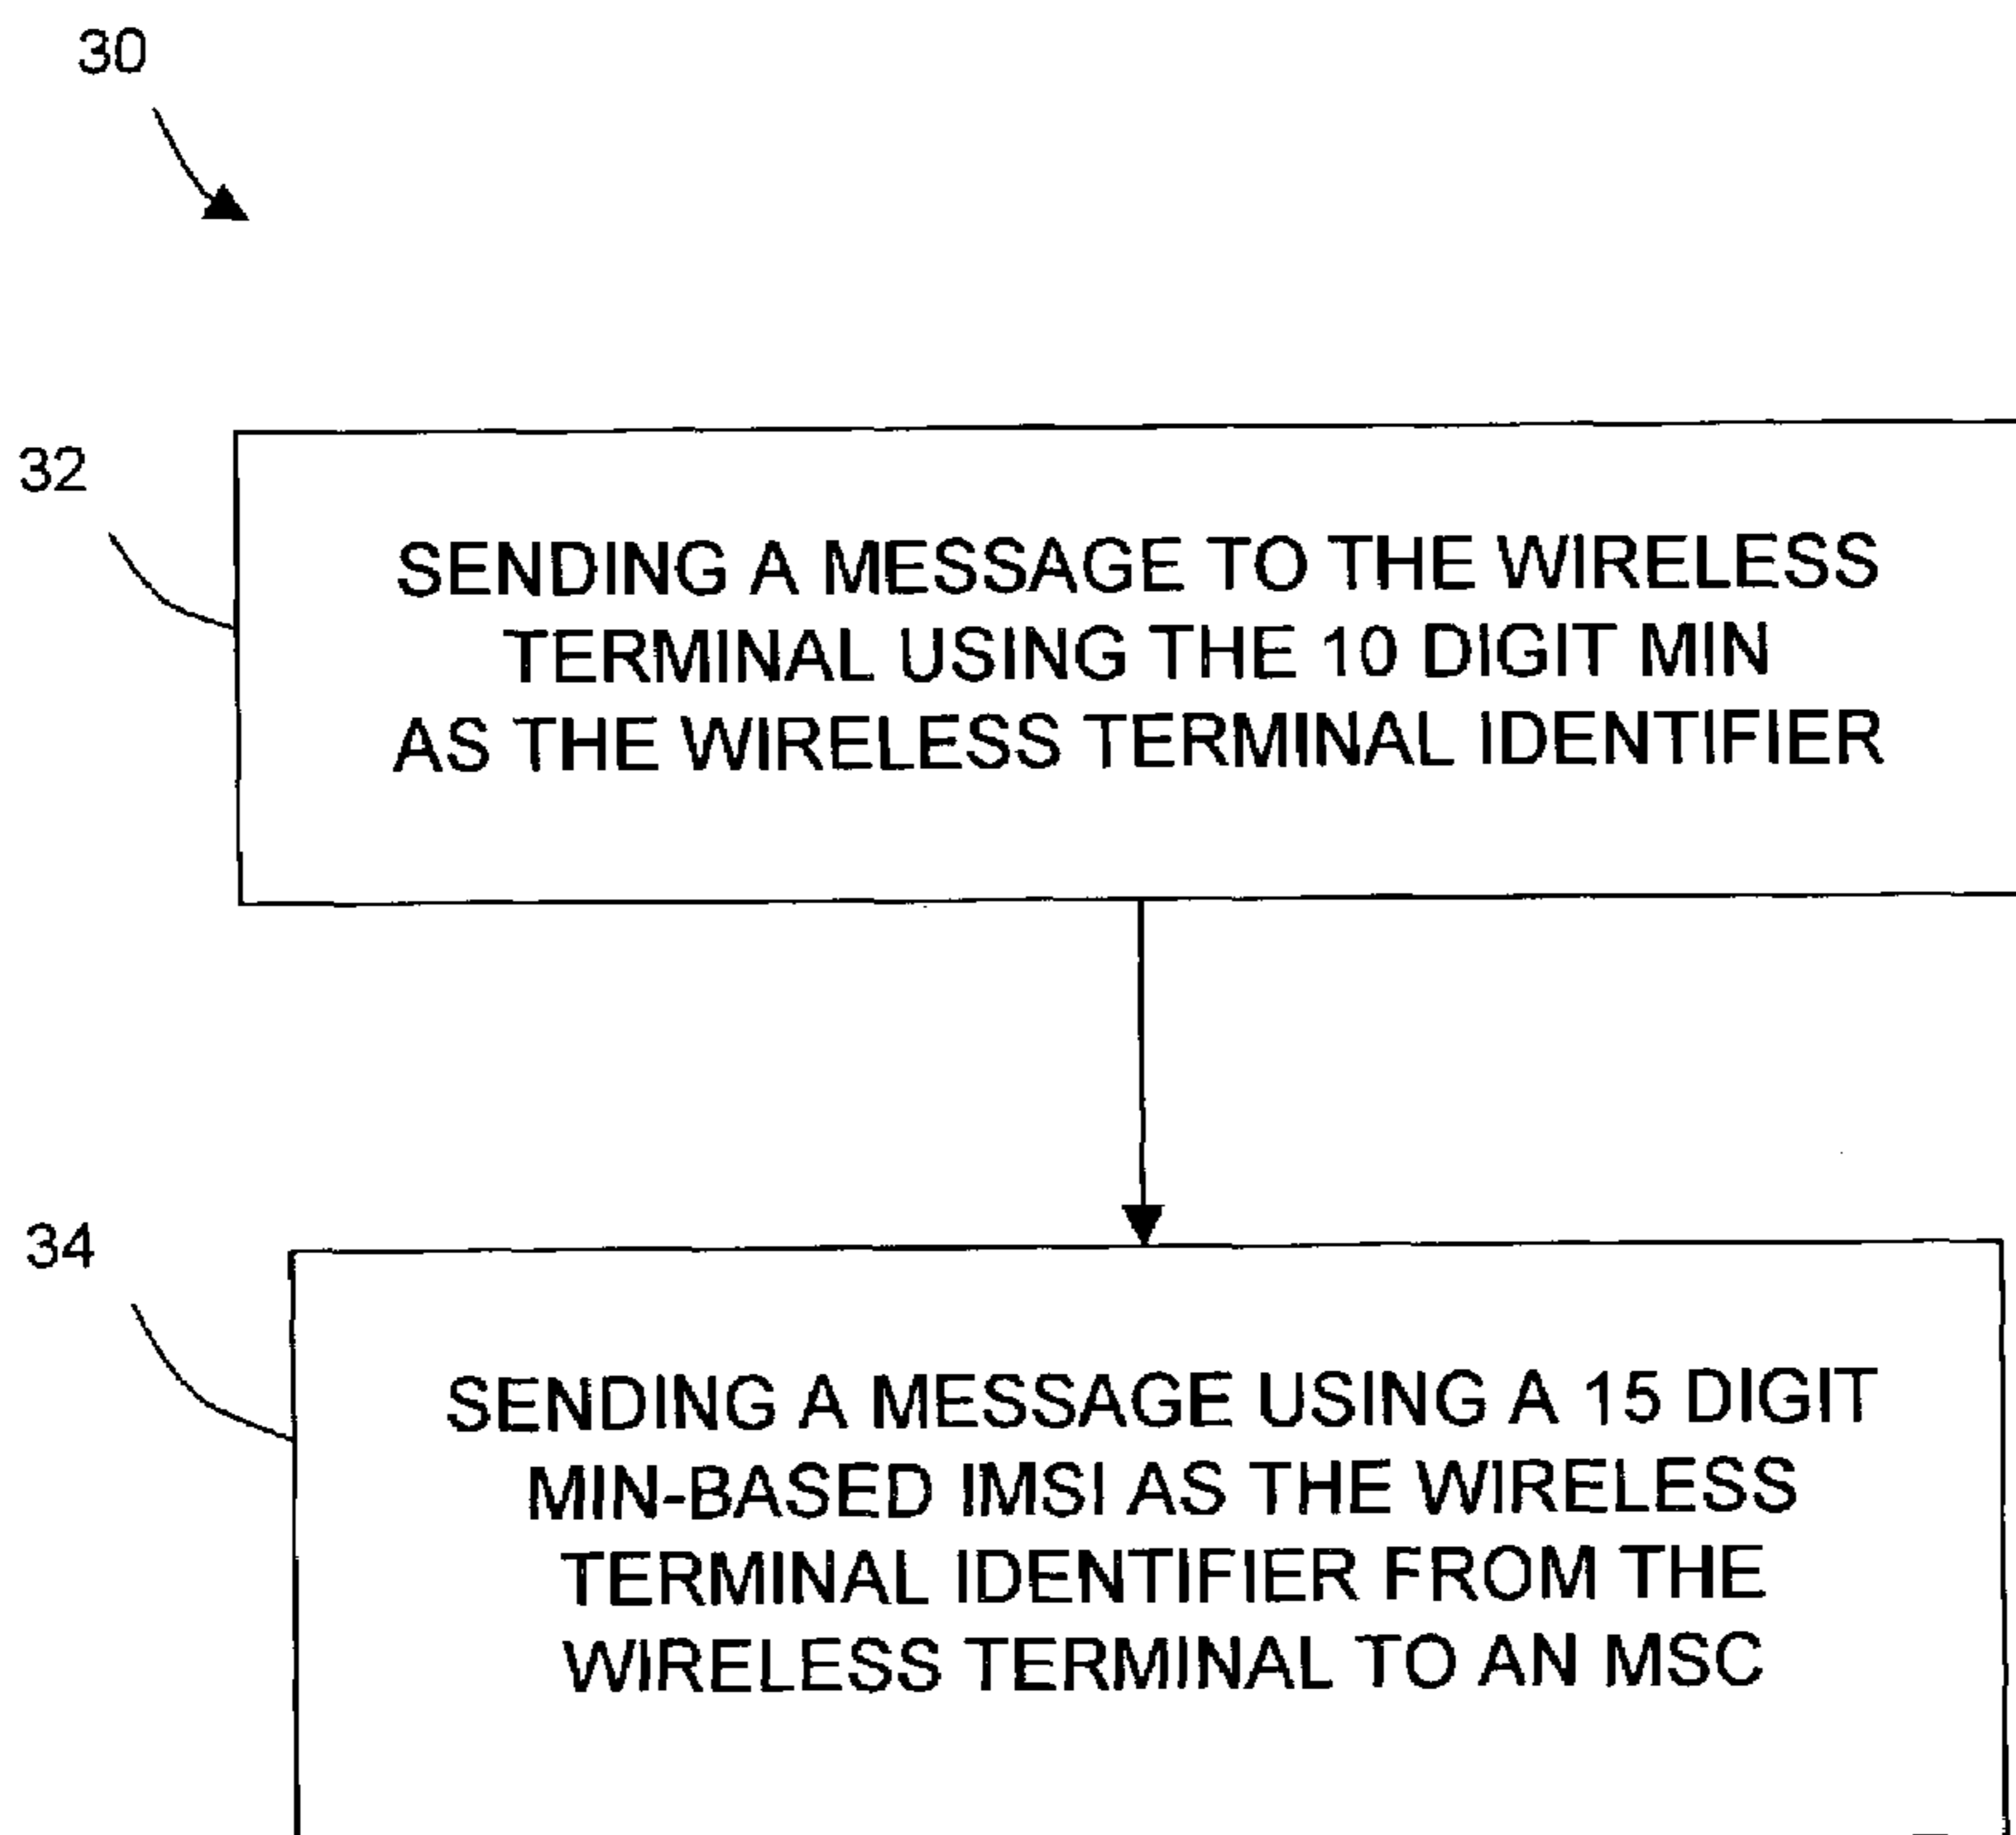 30
32
SENDING A MESSAGE TO THE WIRELESS
TERMINAL USING THE 10 DIGIT MIN
AS THE WIRELESS TERMINAL IDENTIFIER
34
SENDING A MESSAGE USING A 15 DIGIT
MIN-BASED IMSI AS THE WIRELESS
TERMINAL IDENTIFIER FROM THE
WIRELESS TERMINAL TO AN MSC